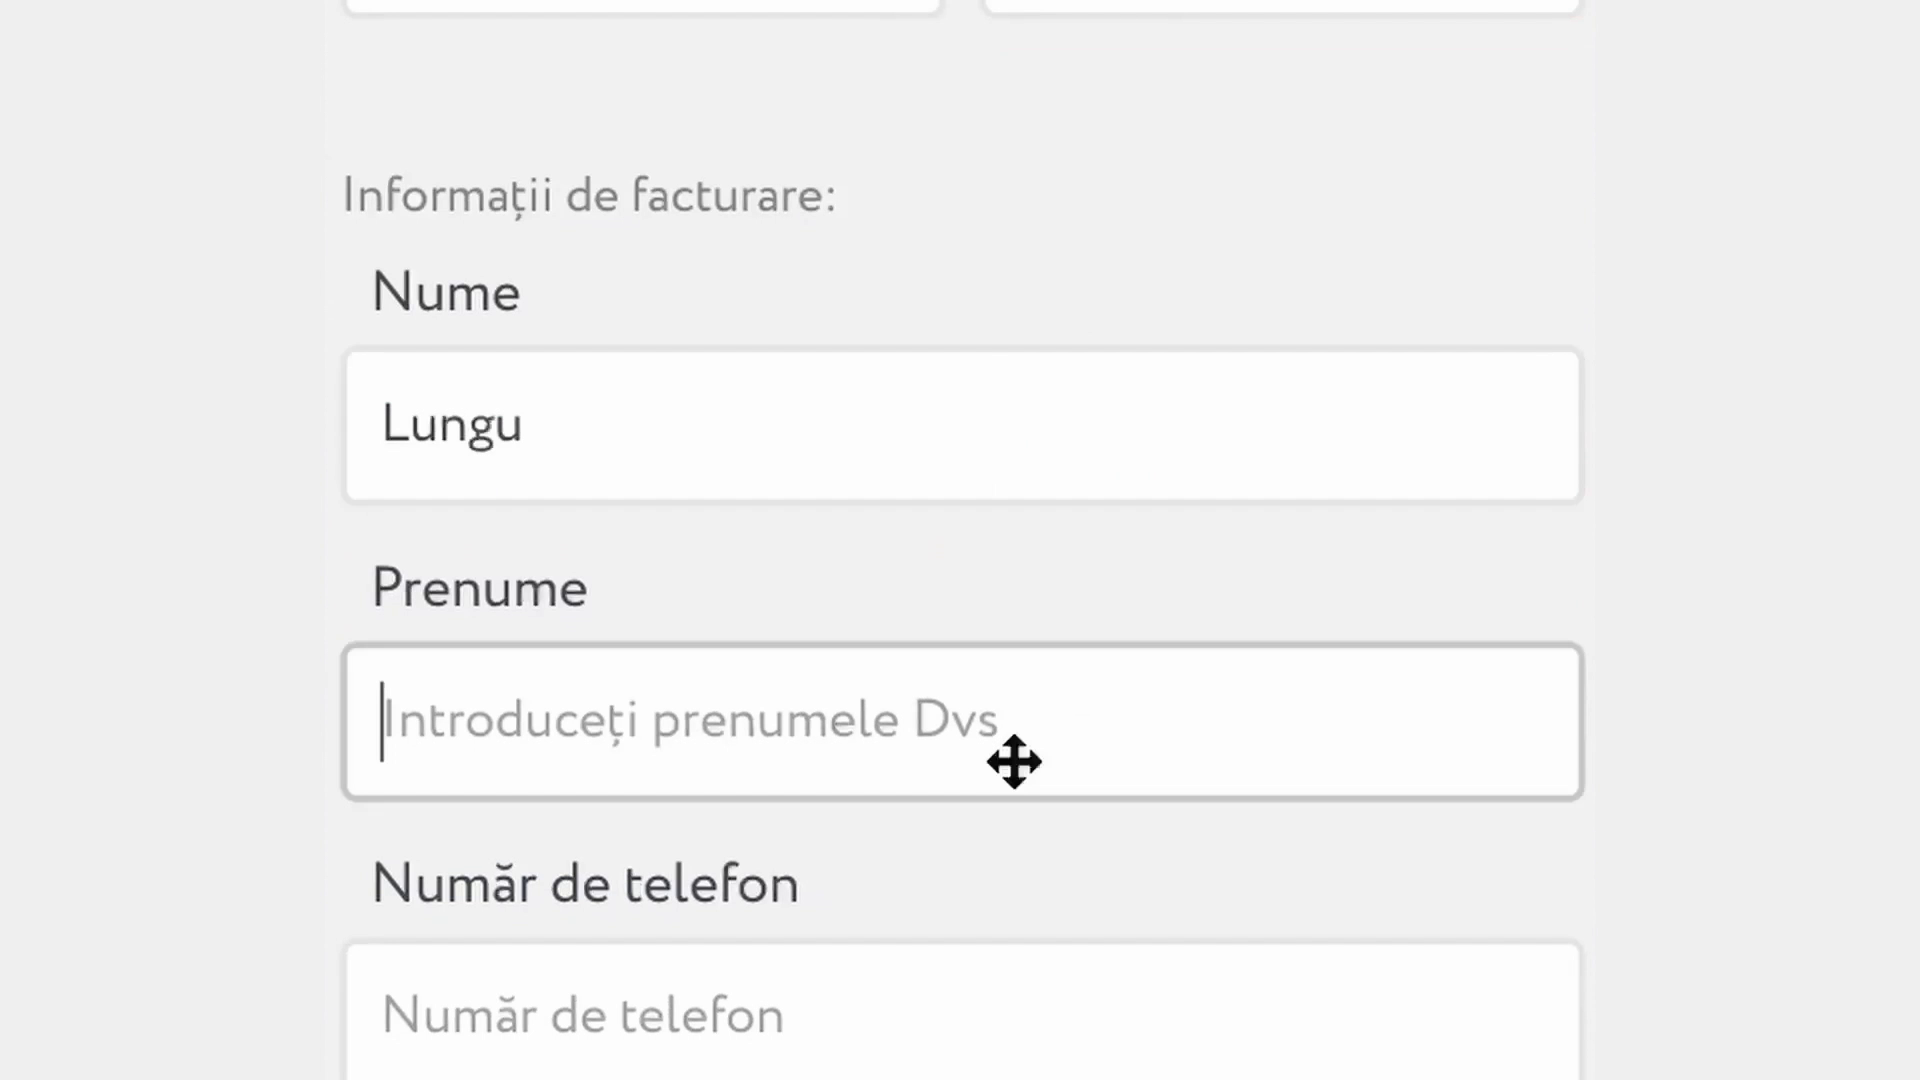 Informații de facturare:
Nume
Lungu
Prenume
Introduceți prenumele Dvs
Număr de telefon
Număr de telefon